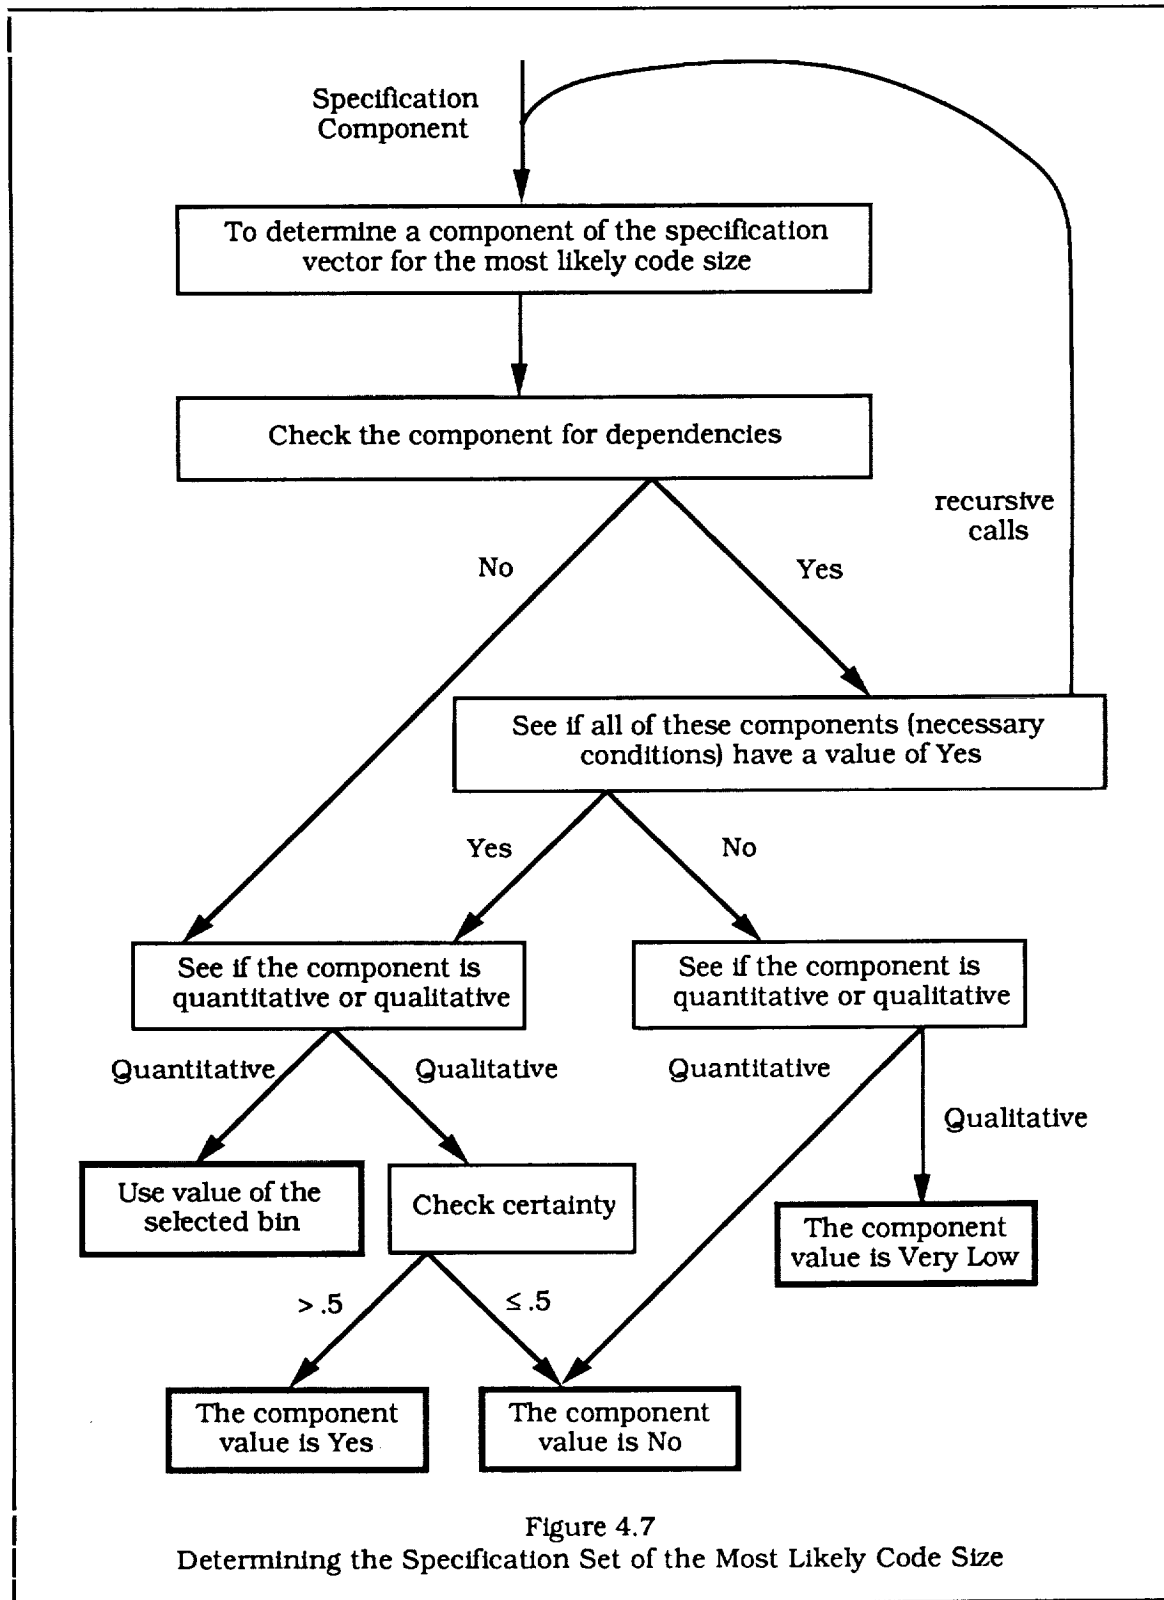 Specification
Component
To determine a component of the specification
vector for the most likely code size
Check the component for dependencies
recursive
calls
No
Yes
See if all of these components (necessary
conditions) have a value of Yes
Yes
No
See if the component is
quantitative or qualitative
See if the component is
quantitative or qualitative
Quantitative
Qualitative
Quantitative
Qualitative
Use value of the
selected bin
Check certainty
The component
value is Very Low
> .5
≤ .5
The component
value is Yes
The component
value is No
Figure 4.7
Determining the Specification Set of the Most Likely Code Size